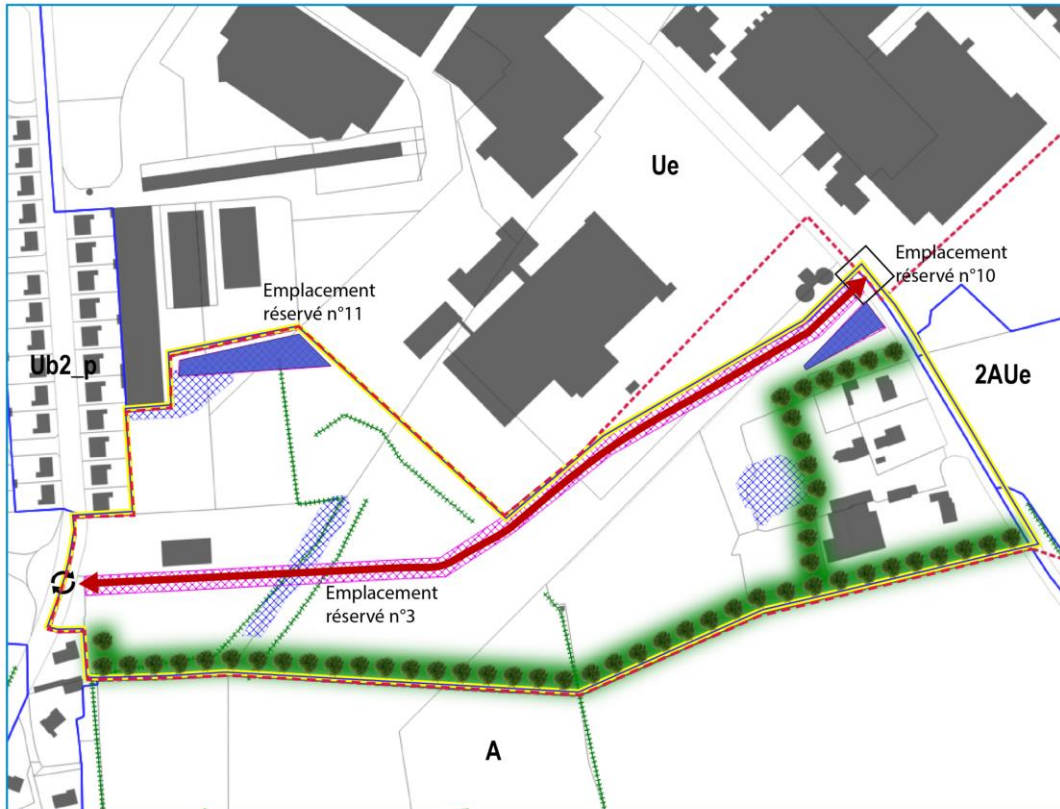 Ue
Emplacement
réservé n°10
Emplacement
réservé n°11
Ub2_p
2AUe
Emplacement
réservé n°3
A